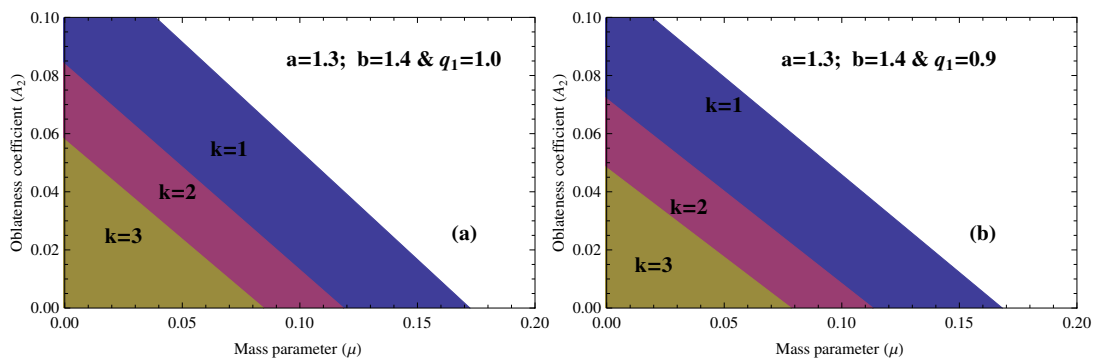 0.10
0.08
0.06
0.04
0.02
0.00
Oblateness coefficient (A₂)
a=1.3; b=1.4 & q₁=1.0
k=1
k=2
k=3
(a)
0.00 0.05 0.10 0.15 0.20
Mass parameter (μ)
0.10
0.08
0.06
0.04
0.02
0.00
Oblateness coefficient (A₂)
a=1.3; b=1.4 & q₁=0.9
k=1
k=2
k=3
(b)
0.00 0.05 0.10 0.15 0.20
Mass parameter (μ)